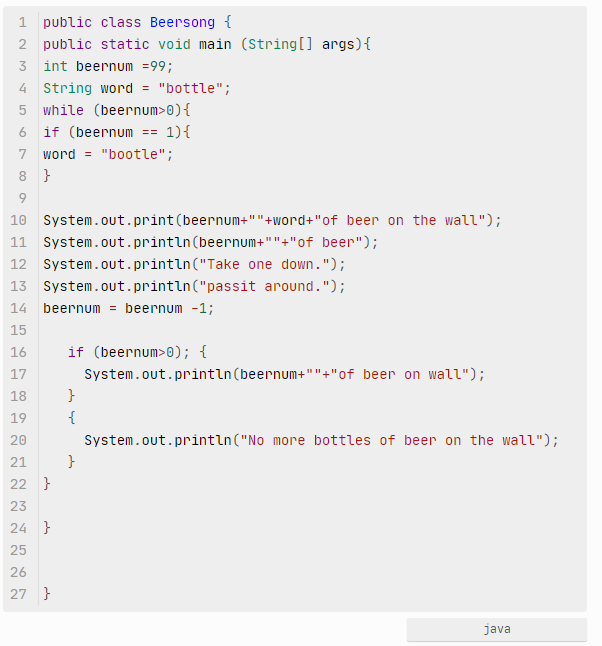 1 public class Beersong {
2 public static void main (String[] args){
3 int beernum =99;
4 String word = "bottle";
5 while (beernum>0){
6 if (beernum == 1){
7 word = "bootle";
8 }
9
10 System.out.print(beernum+""+word+"of beer on the wall");
11 System.out.println(beernum+""+"of beer");
12 System.out.println("Take one down.");
13 System.out.println("passit around.");
14 beernum = beernum -1;
15
16    if (beernum>0); {
17      System.out.println(beernum+""+"of beer on wall");
18    }
19    {
20      System.out.println("No more bottles of beer on the wall");
21    }
22 }
23
24 }
25
26
27 }
java